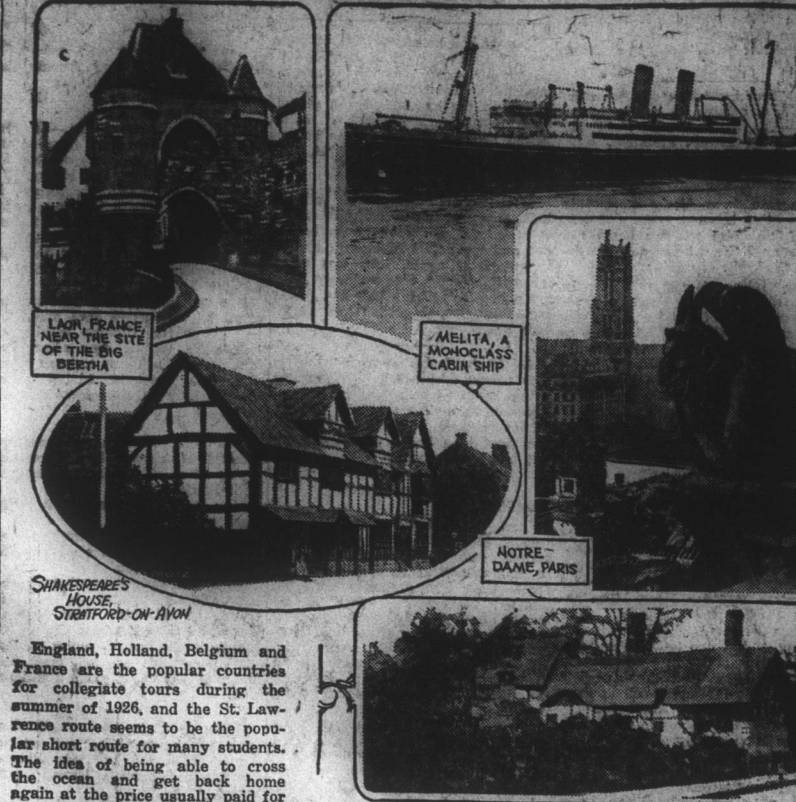 LAON, FRANCE,
NEAR THE SITE
OF THE BIG
BERTHA
MELITA, A
MONOCLASS
CABIN SHIP
NOTRE-
DAME, PARIS
SHAKESPEARE'S
HOUSE,
STRATFORD-ON-AVON
England, Holland, Belgium and
France are the popular countries
for collegiate tours during the
summer of 1926, and the St. Law-
rence route seems to be the popu-
lar short route for many students.
The idea of being able to cross
the ocean and get back home
again at the price usually paid for